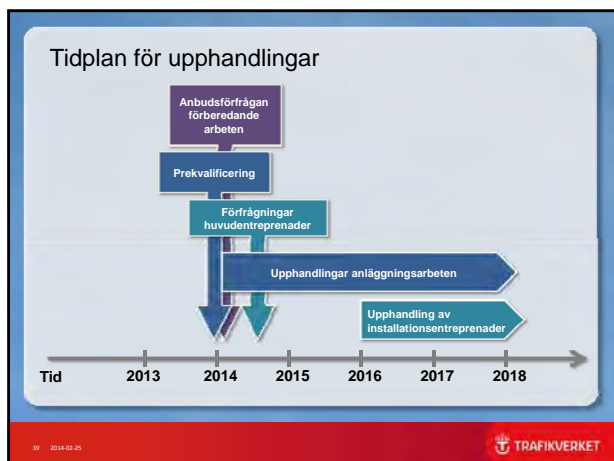 Tidplan för upphandlingar
Anbudsförfrågan
förberedande
arbeten
Prekvalificering
Förfrågningar
huvudentreprenader
Upphandlingar anläggningsarbeten
Upphandling av
installationsentreprenader
Tid 2013 2014 2015 2016 2017 2018
39 2014-02-25
TRAFIKVERKET